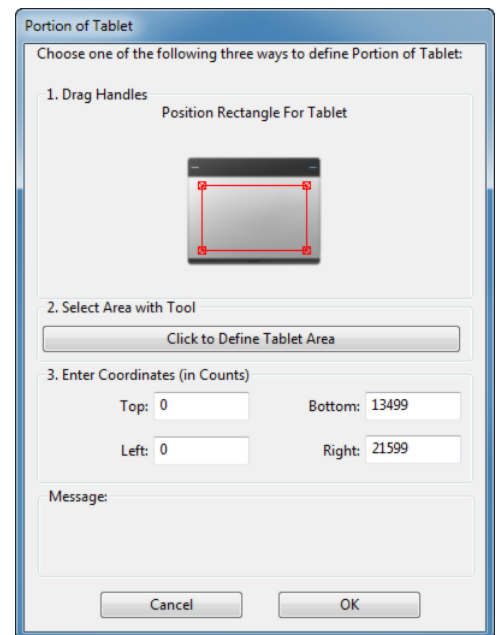 Portion of Tablet
Choose one of the following three ways to define Portion of Tablet:
1. Drag Handles
Position Rectangle For Tablet
2. Select Area with Tool
Click to Define Tablet Area
3. Enter Coordinates (in Counts)
Top: 0 Bottom: 13499
Left: 0 Right: 21599
Message:
Cancel OK